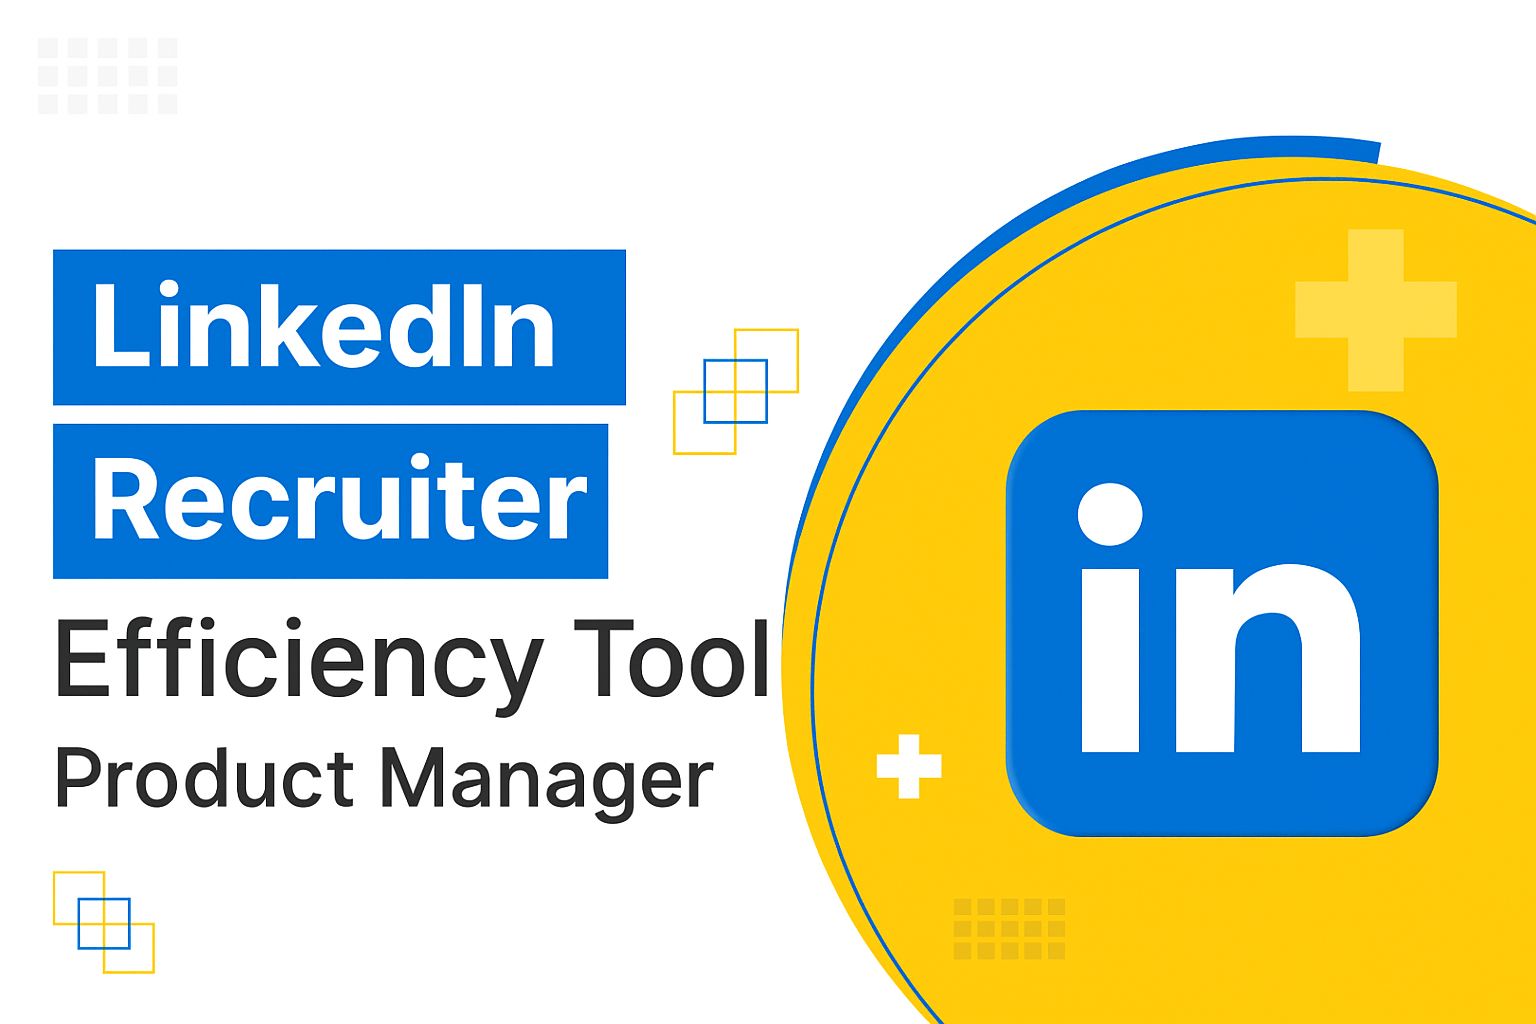 LinkedIn
Recruiter
Efficiency Tool
Product Manager
in